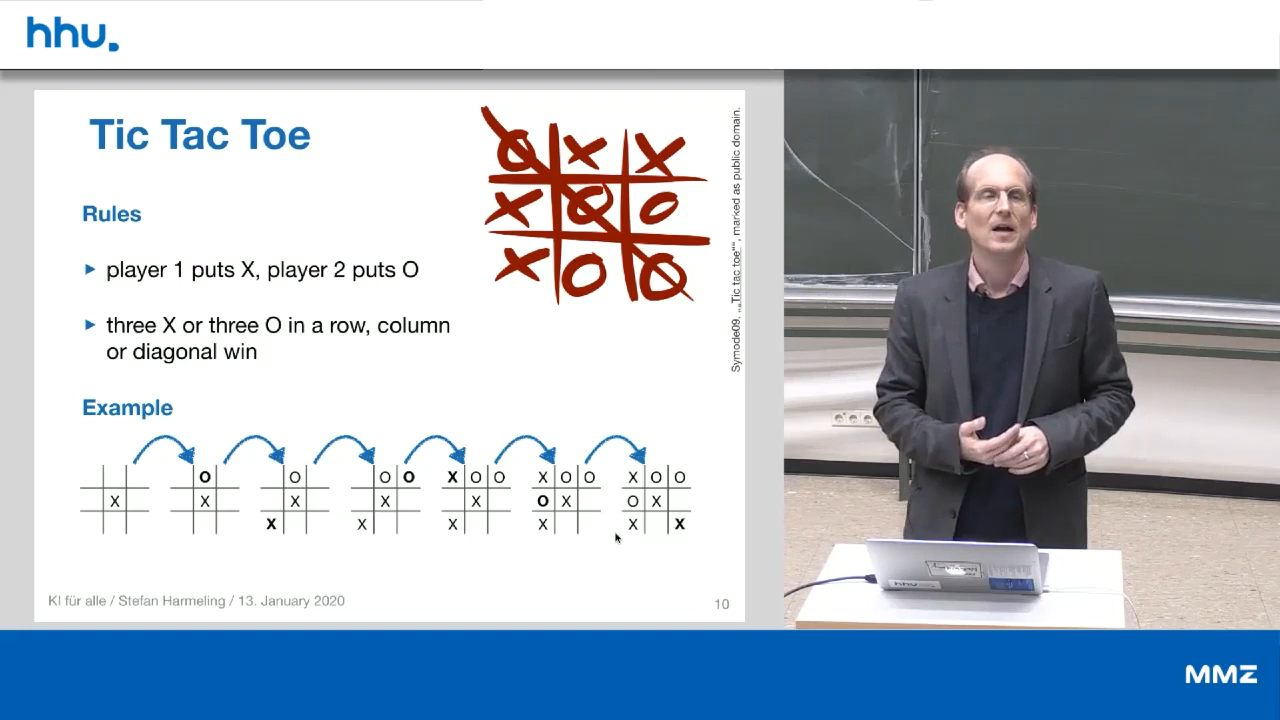 hhu.
Tic Tac Toe
O X X
X O O
X O O
Symode09. „„Tic tac toe““, marked as public domain.
Rules
player 1 puts X, player 2 puts O
three X or three O in a row, column
or diagonal win
Example
O O O O X O O X O O X O O
X X X X X O X O X
X X X X X X
KI für alle / Stefan Harmeling / 13. January 2020
10
hhu
MMZ